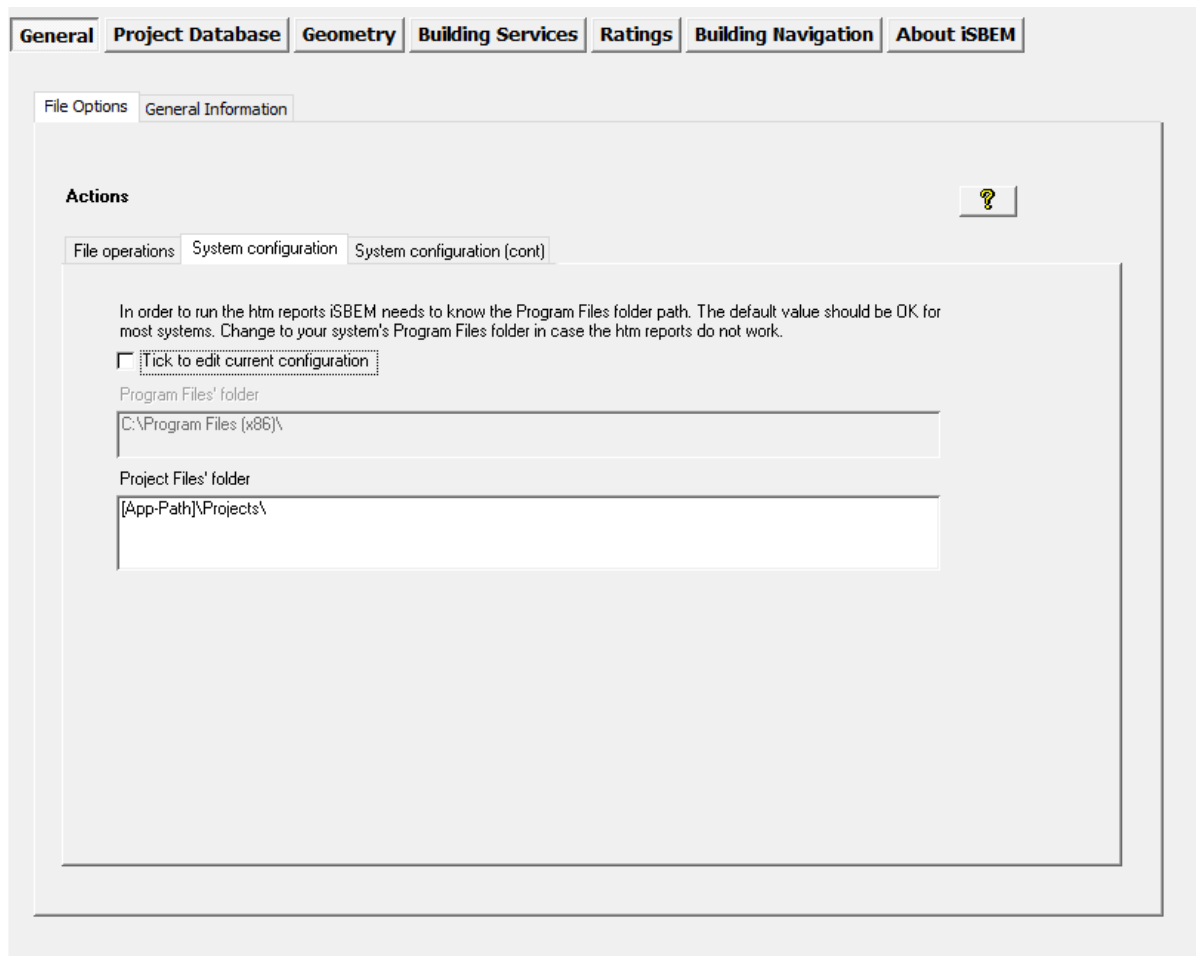 General Project Database Geometry Building Services Ratings Building Navigation About iSBEM
File Options General Information
Actions
?
File operations System configuration System configuration (cont)
In order to run the htm reports iSBEM needs to know the Program Files folder path. The default value should be OK for
most systems. Change to your system's Program Files folder in case the htm reports do not work.
Tick to edit current configuration
Program Files' folder
C:\Program Files (x86)\
Project Files' folder
[App-Path]\Projects\